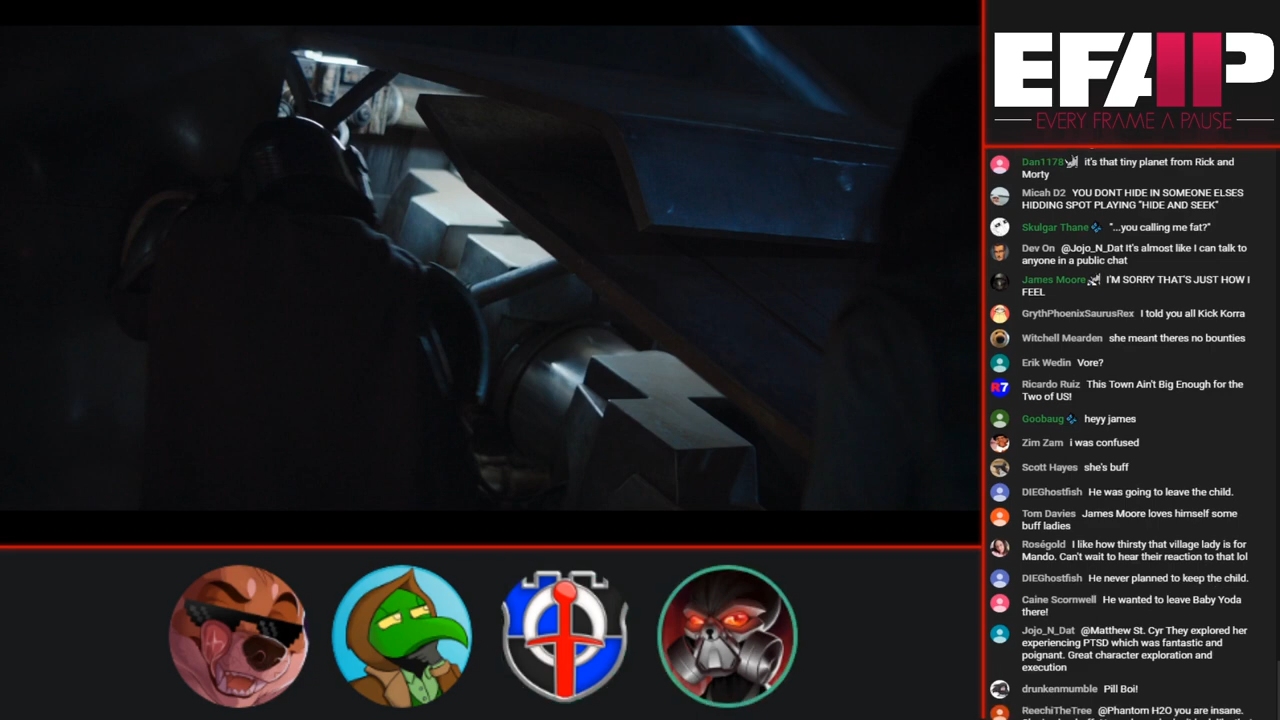 EFAP
EVERY FRAME A PAUSE
Dan1178 it's that tiny planet from Rick and
Morty
Micah D2 YOU DONT HIDE IN SOMEONE ELSES
HIDDING SPOT PLAYING "HIDE AND SEEK"
Skulgar Thane "...you calling me fat?"
Dev On @Jojo_N_Dat It's almost like I can talk to
anyone in a public chat
James Moore I'M SORRY THAT'S JUST HOW I
FEEL
GrythPhoenixSaurusRex I told you all Kick Korra
Witchell Mearden she meant theres no bounties
Erik Wedin Vore?
R7
Ricardo Ruiz This Town Ain't Big Enough for the
Two of US!
Goobaug heyy james
Zim Zam i was confused
Scott Hayes she's buff
DIEGhostfish He was going to leave the child.
Tom Davies James Moore loves himself some
buff ladies
Roségold I like how thirsty that village lady is for
Mando. Can't wait to hear their reaction to that lol
DIEGhostfish He never planned to keep the child.
Caine Scornwell He wanted to leave Baby Yoda
there!
Jojo_N_Dat @Matthew St. Cyr They explored her
experiencing PTSD which was fantastic and
poignant. Great character exploration and
execution
drunkenmumble Pill Boi!
ReechiTheTree @Phantom H2O you are insane.